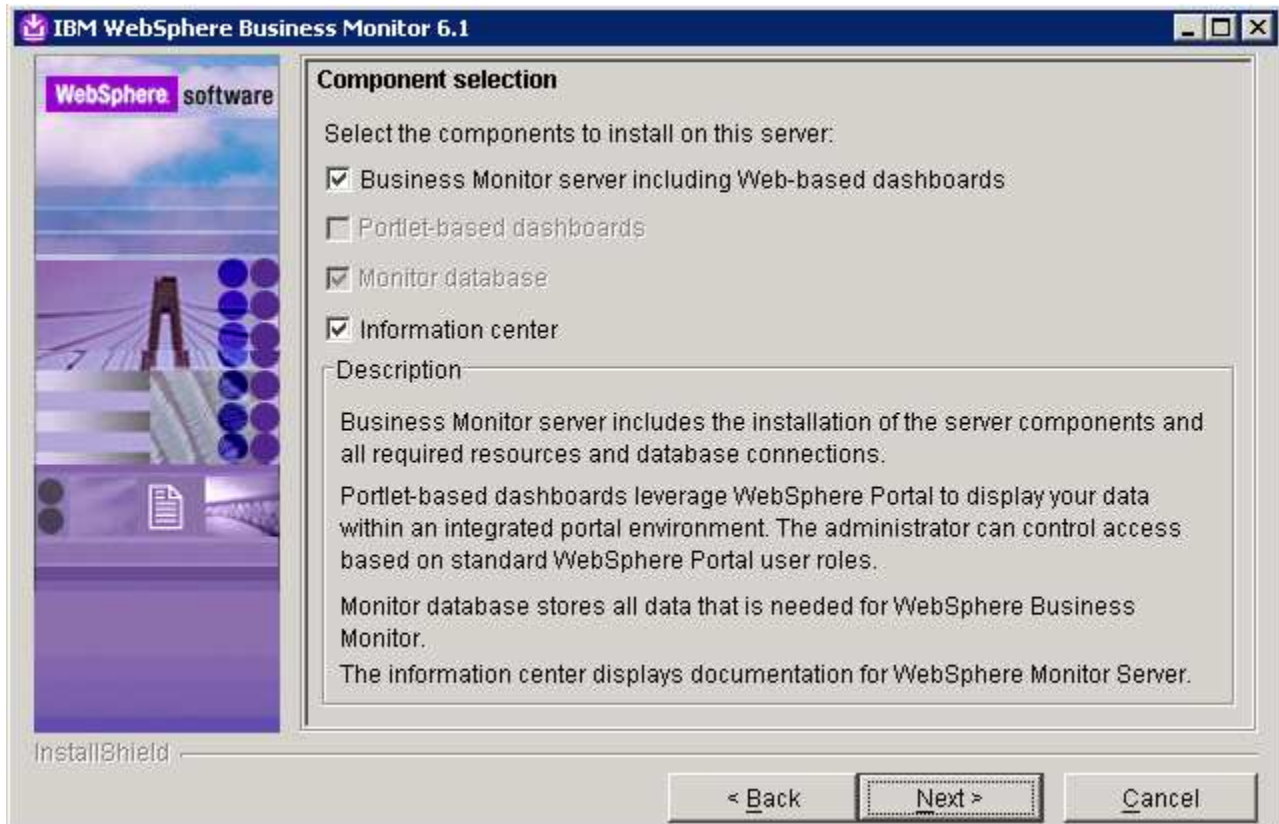 IBM WebSphere Business Monitor 6.1
WebSphere software
Component selection
Select the components to install on this server:
Business Monitor server including Web-based dashboards
Portlet-based dashboards
Monitor database
Information center
Description
Business Monitor server includes the installation of the server components and
all required resources and database connections.
Portlet-based dashboards leverage WebSphere Portal to display your data
within an integrated portal environment. The administrator can control access
based on standard WebSphere Portal user roles.
Monitor database stores all data that is needed for WebSphere Business
Monitor.
The information center displays documentation for WebSphere Monitor Server.
InstallShield
< Back
Next >
Cancel